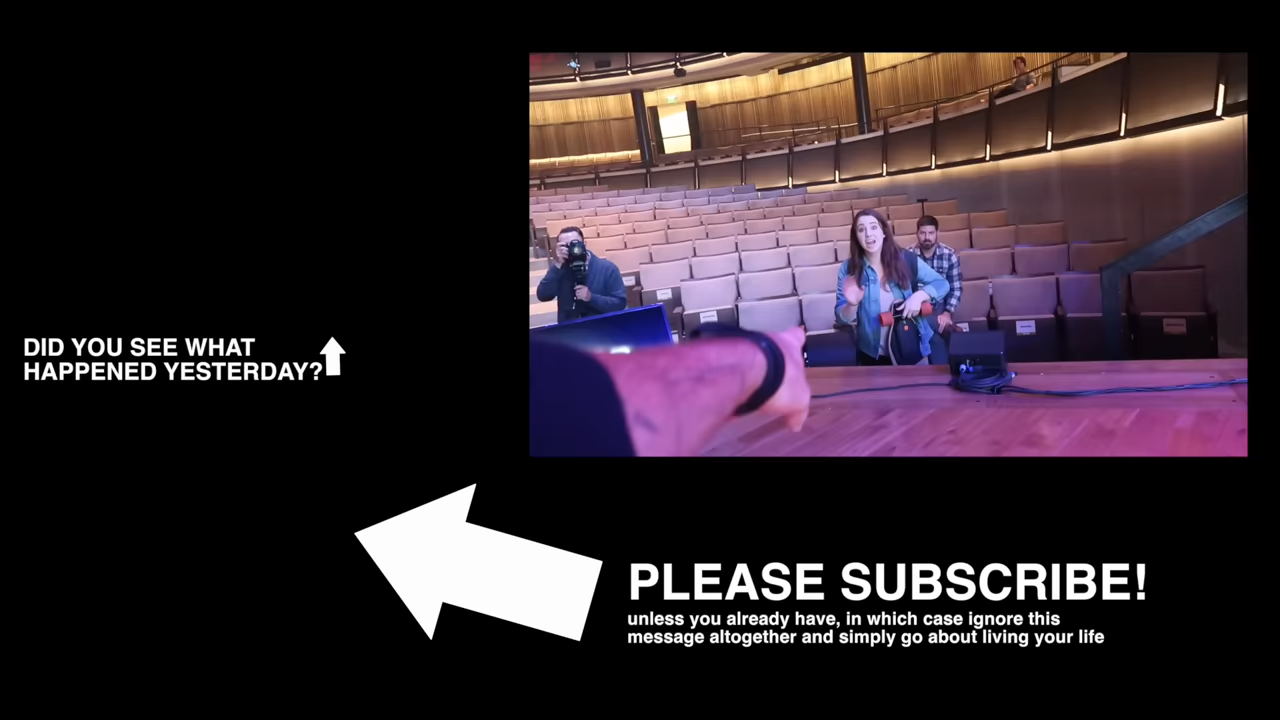 DID YOU SEE WHAT
HAPPENED YESTERDAY?
PLEASE SUBSCRIBE!
unless you already have, in which case ignore this
message altogether and simply go about living your life